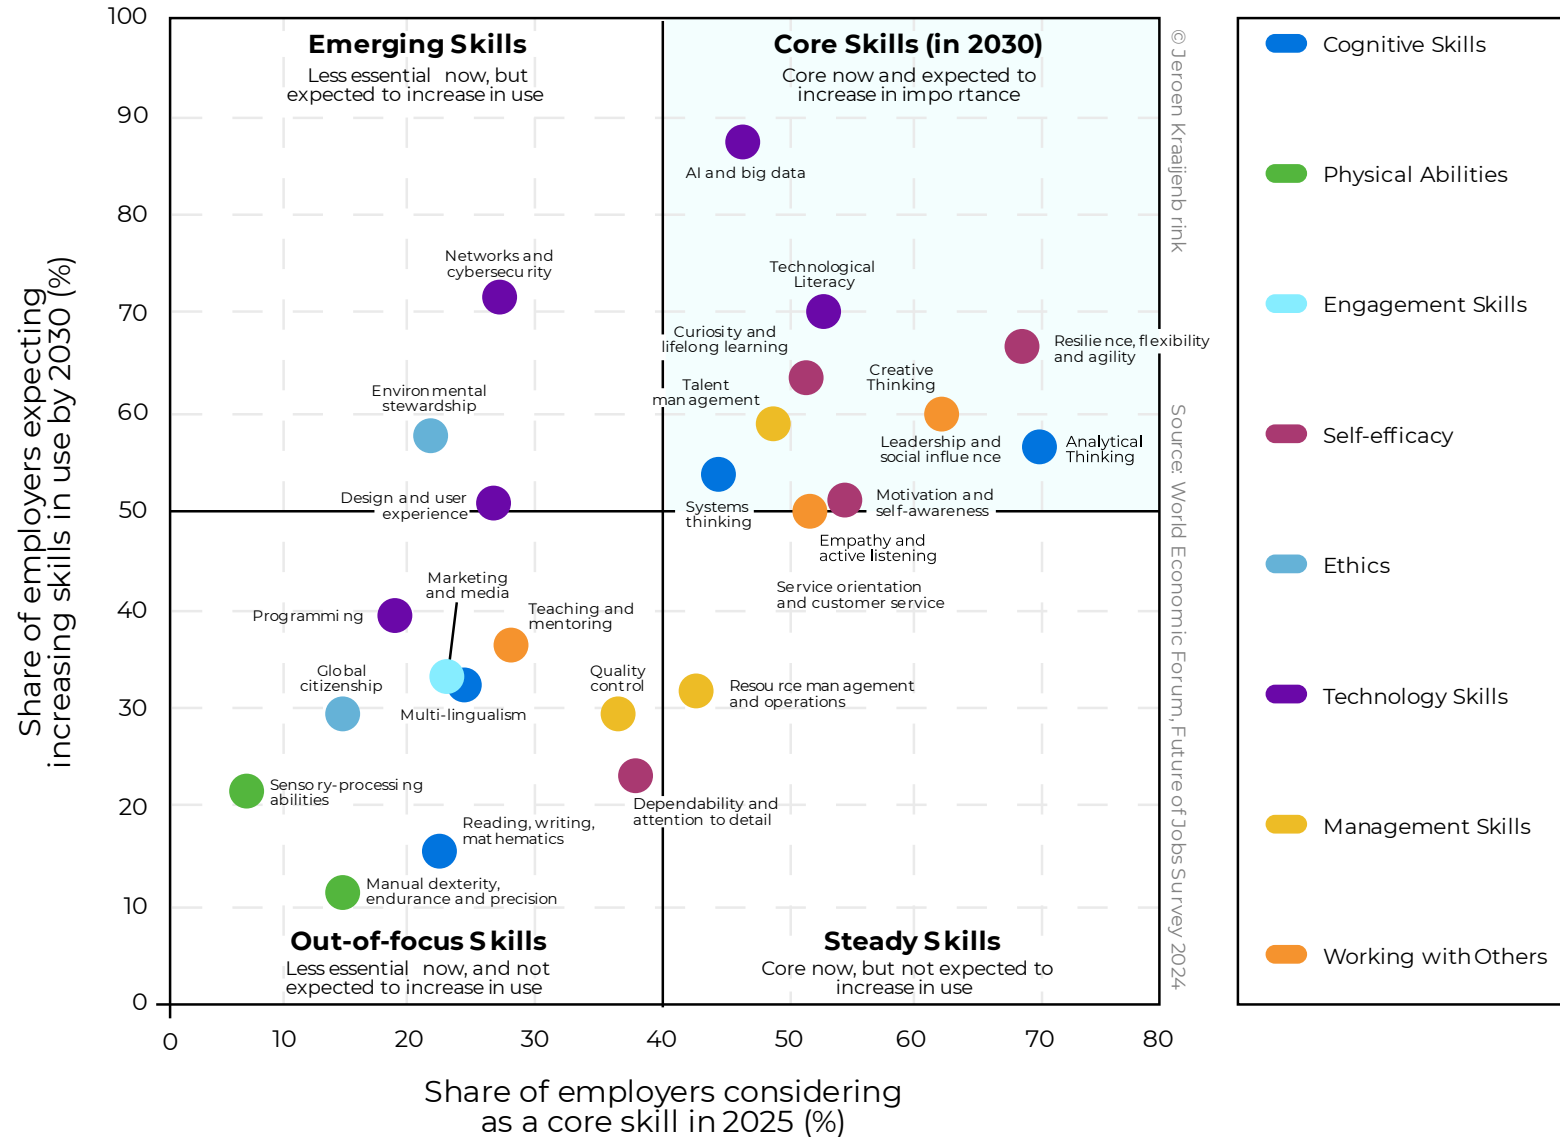 100
90
80
70
60
50
40
30
20
10
0
Share of employers expecting
increasing skills in use by 2030 (%)
Emerging Skills
Less essential now, but
expected to increase in use
Core Skills (in 2030)
Core now and expected to
increase in importance
AI and big data
Networks and
cybersecurity
Technological
Literacy
Curiosity and
lifelong learning
Resilience, flexibility
and agility
Creative
Thinking
Talent
management
Environmental
stewardship
Leadership and
social influence
Analytical
Thinking
Design and user
experience
Systems
thinking
Motivation and
self-awareness
Empathy and
active listening
Service orientation
and customer service
Marketing
and media
Programming
Teaching and
mentoring
Global
citizenship
Quality
control
Multi-lingualism
Resource management
and operations
Sensory-processing
abilities
Dependability and
attention to detail
Reading, writing,
mathematics
Manual dexterity,
endurance and precision
Out-of-focus Skills
Less essential now, and not
expected to increase in use
Steady Skills
Core now, but not expected to
increase in use
0
10
20
30
40
50
60
70
80
Share of employers considering
as a core skill in 2025 (%)
© Jeroen Kraaijenbrink
Source: World Economic Forum, Future of Jobs Survey 2024
Cognitive Skills
Physical Abilities
Engagement Skills
Self-efficacy
Ethics
Technology Skills
Management Skills
Working with Others